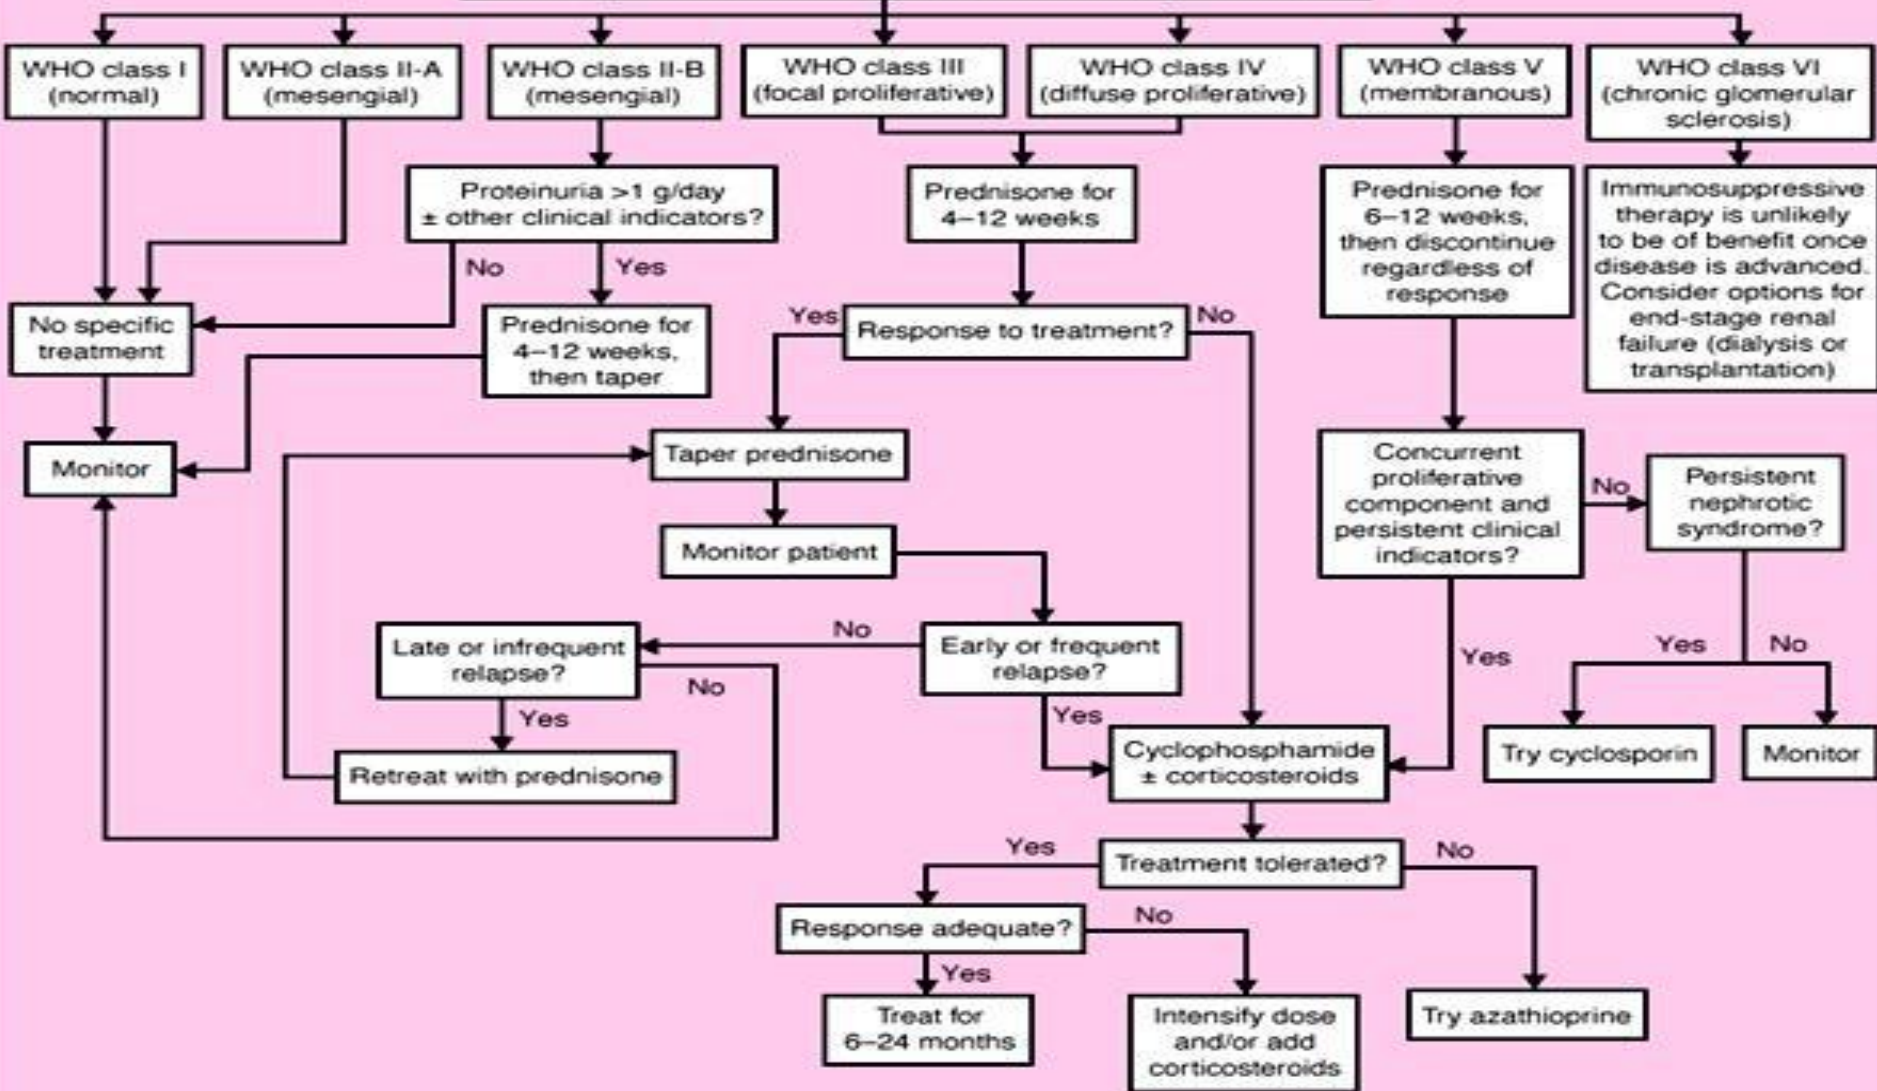 WHO class I
(normal)
WHO class II-A
(mesengial)
WHO class II-B
(mesengial)
WHO class III
(focal proliferative)
WHO class IV
(diffuse proliferative)
WHO class V
(membranous)
WHO class VI
(chronic glomerular
sclerosis)
Proteinuria >1 g/day
± other clinical indicators?
Prednisone for
4–12 weeks
Prednisone for
6–12 weeks,
then discontinue
regardless of
response
Immunosuppressive
therapy is unlikely
to be of benefit once
disease is advanced.
Consider options for
end-stage renal
failure (dialysis or
transplantation)
No
Yes
No specific
treatment
Prednisone for
4–12 weeks,
then taper
Yes
Response to treatment?
No
Monitor
Taper prednisone
Concurrent
proliferative
component and
persistent clinical
indicators?
No
Persistent
nephrotic
syndrome?
Monitor patient
Late or infrequent
relapse?
No
Early or frequent
relapse?
Yes
Yes
No
No
Yes
Yes
Retreat with prednisone
Cyclophosphamide
± corticosteroids
Try cyclosporin
Monitor
Yes
Treatment tolerated?
No
Response adequate?
No
Yes
Treat for
6–24 months
Intensify dose
and/or add
corticosteroids
Try azathioprine